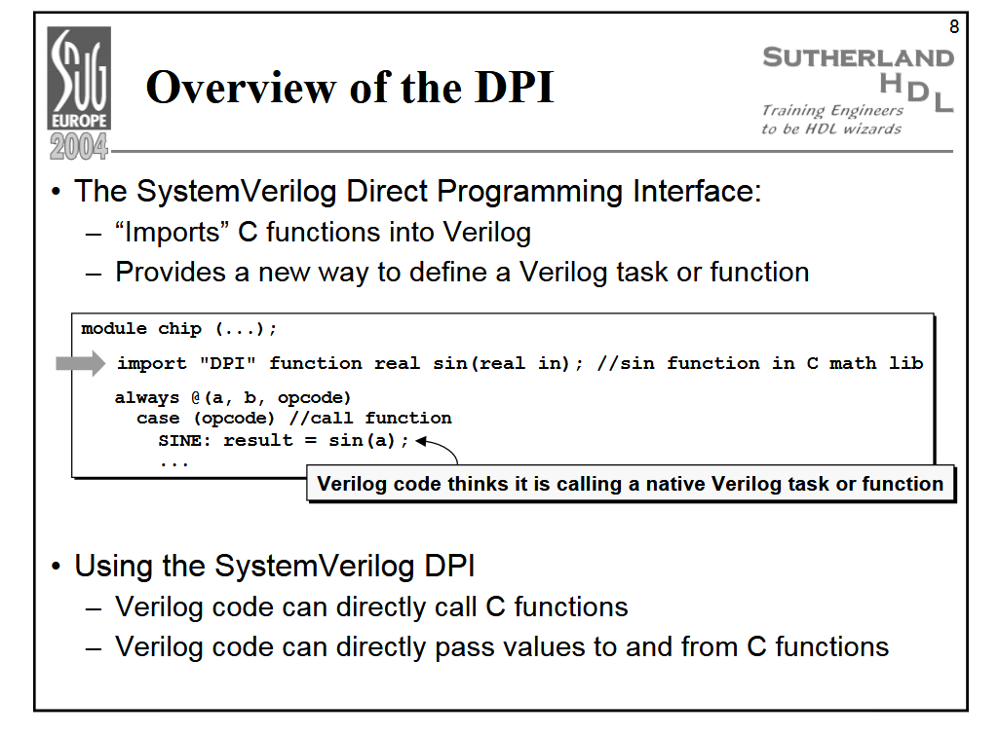 8
SNUG
EUROPE
2004
Overview of the DPI
SUTHERLAND
HDL
Training Engineers
to be HDL wizards
• The SystemVerilog Direct Programming Interface:
– “Imports” C functions into Verilog
– Provides a new way to define a Verilog task or function
module chip (...);
import "DPI" function real sin(real in); //sin function in C math lib
always @(a, b, opcode)
case (opcode) //call function
SINE: result = sin(a);
...
Verilog code thinks it is calling a native Verilog task or function
• Using the SystemVerilog DPI
– Verilog code can directly call C functions
– Verilog code can directly pass values to and from C functions